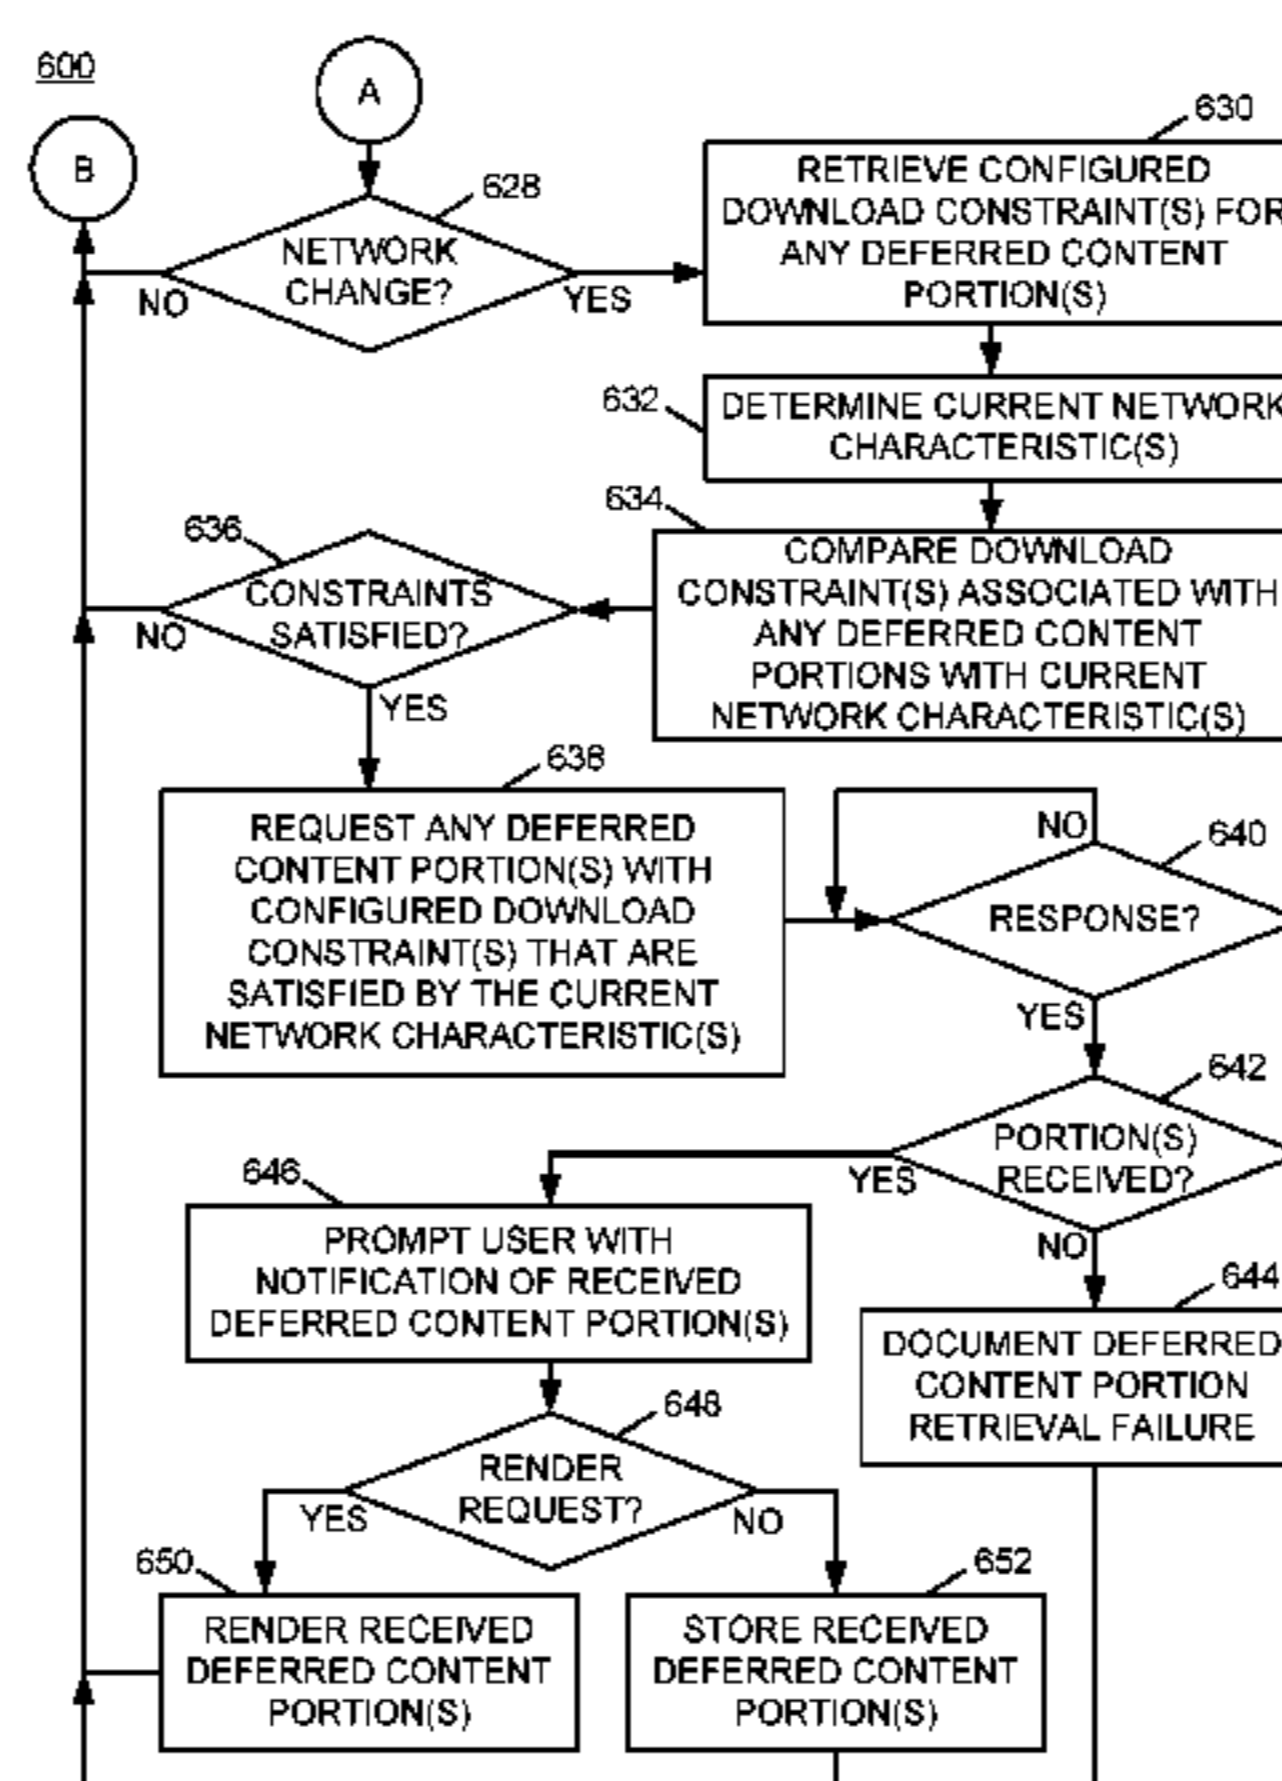 600
A
B
628
NETWORK
CHANGE?
NO
YES
630
RETRIEVE CONFIGURED
DOWNLOAD CONSTRAINT(S) FOR
ANY DEFERRED CONTENT
PORTION(S)
632
DETERMINE CURRENT NETWORK
CHARACTERISTIC(S)
634
COMPARE DOWNLOAD
CONSTRAINT(S) ASSOCIATED WITH
ANY DEFERRED CONTENT
PORTIONS WITH CURRENT
NETWORK CHARACTERISTIC(S)
636
CONSTRAINTS
SATISFIED?
NO
YES
638
REQUEST ANY DEFERRED
CONTENT PORTION(S) WITH
CONFIGURED DOWNLOAD
CONSTRAINT(S) THAT ARE
SATISFIED BY THE CURRENT
NETWORK CHARACTERISTIC(S)
NO
640
RESPONSE?
YES
642
PORTION(S)
RECEIVED?
YES
NO
644
DOCUMENT DEFERRED
CONTENT PORTION
RETRIEVAL FAILURE
646
PROMPT USER WITH
NOTIFICATION OF RECEIVED
DEFERRED CONTENT PORTION(S)
648
RENDER
REQUEST?
YES
NO
650
RENDER RECEIVED
DEFERRED CONTENT
PORTION(S)
652
STORE RECEIVED
DEFERRED CONTENT
PORTION(S)